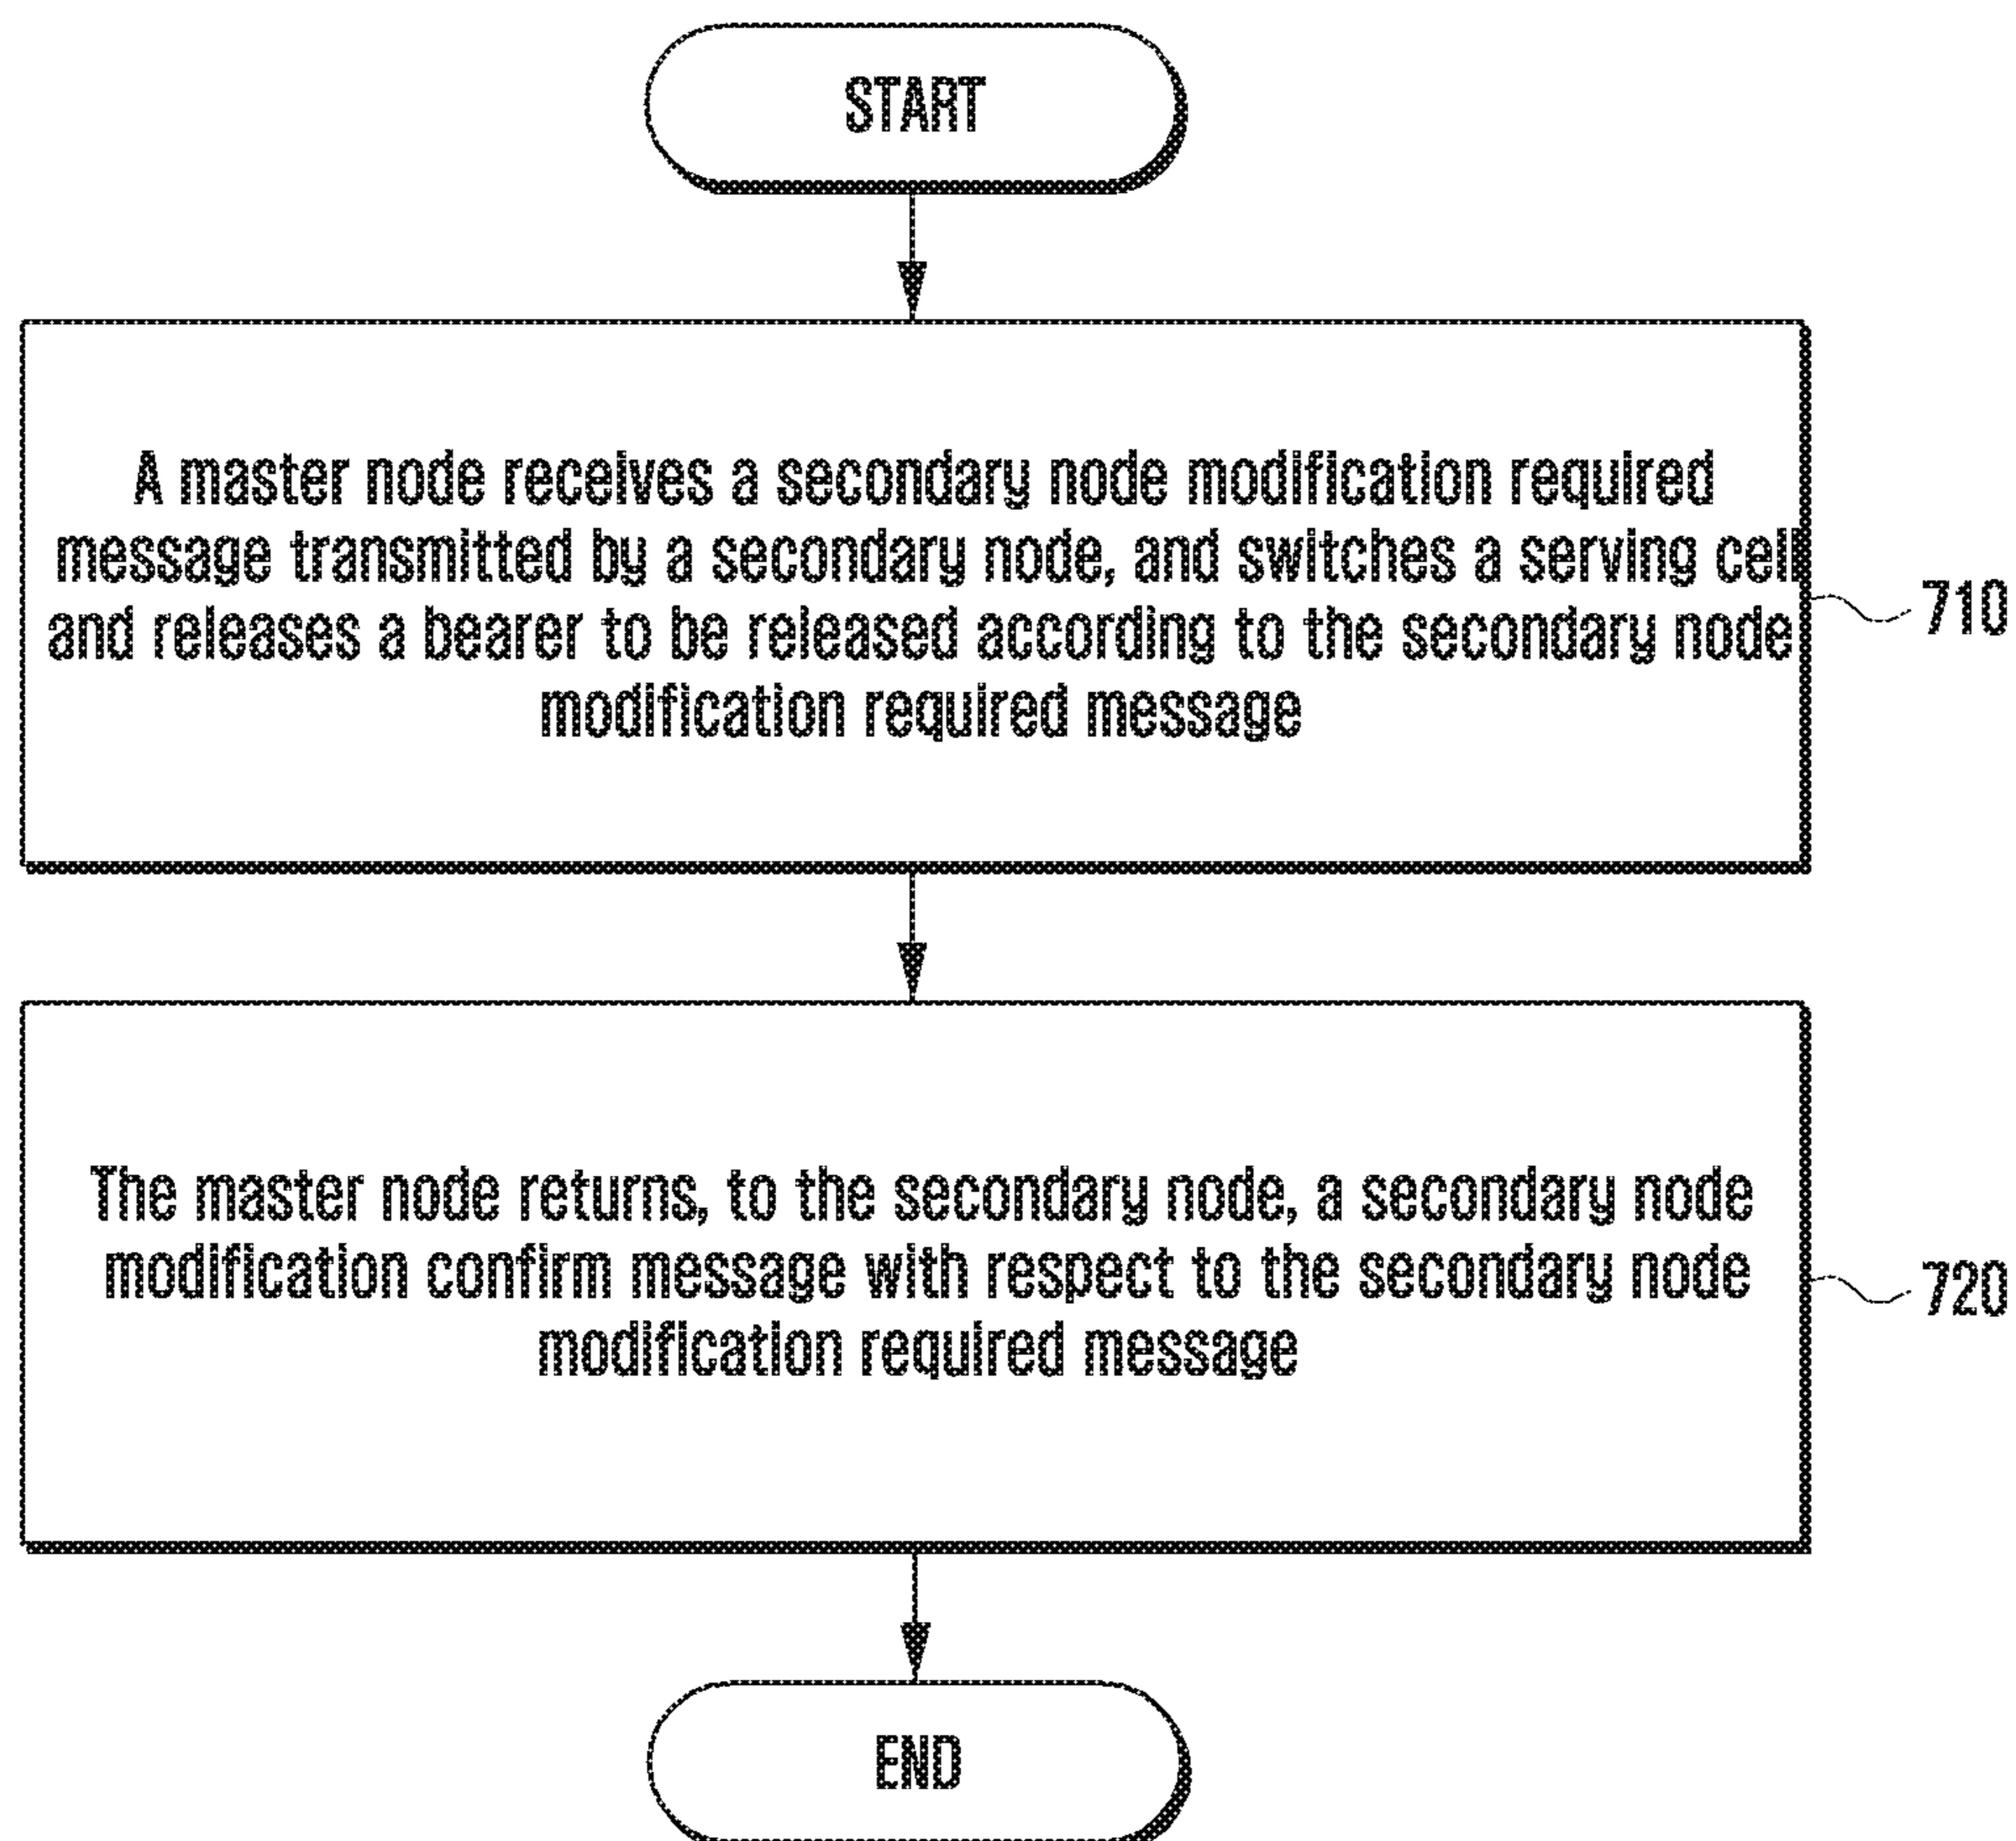 START
A master node receives a secondary node modification required
message transmitted by a secondary node, and switches a serving cell
and releases a bearer to be released according to the secondary node
modification required message
710
The master node returns, to the secondary node, a secondary node
modification confirm message with respect to the secondary node
modification required message
720
END